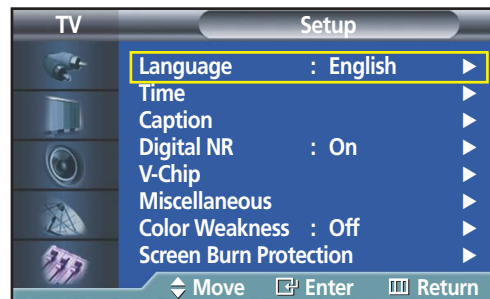 TV Setup
Language : English
Time
Caption
Digital NR : On
V-Chip
Miscellaneous
Color Weakness : Off
Screen Burn Protection
Move Enter Return